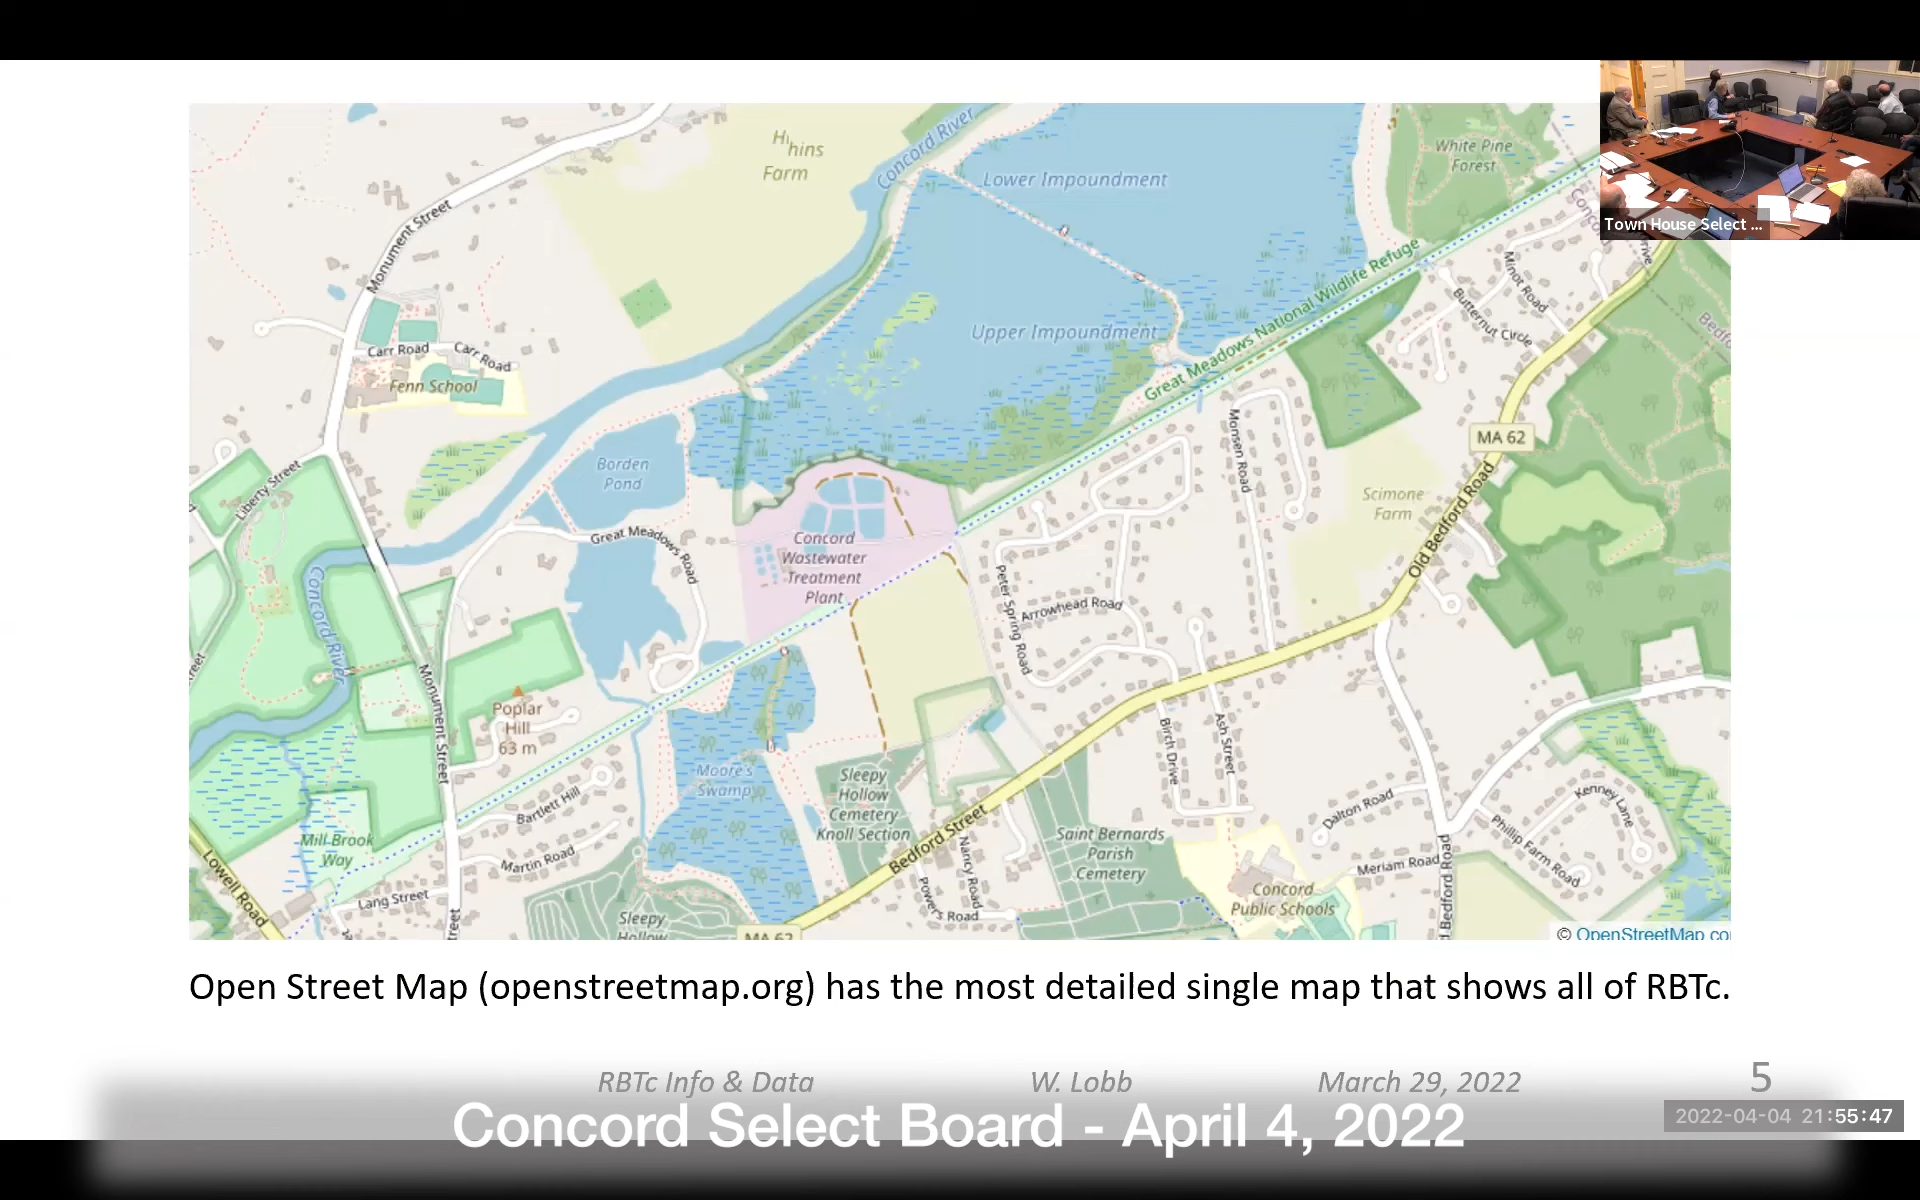 Town House Select ...
Concord River
Lower Impoundment
White Pine
Forest
Farm
Monument Street
Upper Impoundment
Great Meadows National Wildlife Refuge
Minot Road
Butternut Circle
Carr Road
Carr Road
Fenn School
MA 62
Monsen Road
Borden
Pond
Liberty Street
Scimone
Farm
Great Meadows Road
Concord
Wastewater
Treatment
Plant
Old Bedford Road
Concord River
Peter Spring Road
Arrowhead Road
Monument Street
Poplar
Hill
63 m
Birch Drive
Ash Street
Moore's
Swamp
Sleepy
Hollow
Cemetery
Knoll Section
Bartlett Hill
Dalton Road
Kenney Lane
Mill Brook
Way
Bedford Street
Saint Bernards
Parish
Cemetery
Phillip Farm Road
Martin Road
Nancy Road
Meriam Road
Lowell Road
Lang Street
Power's Road
Concord
Public Schools
Sleepy
Hollow
MA 62
© OpenStreetMap
Open Street Map (openstreetmap.org) has the most detailed single map that shows all of RBTc.
RBTc Info & Data W. Lobb March 29, 2022 5
Concord Select Board - April 4, 2022
2022-04-04 21:55:47